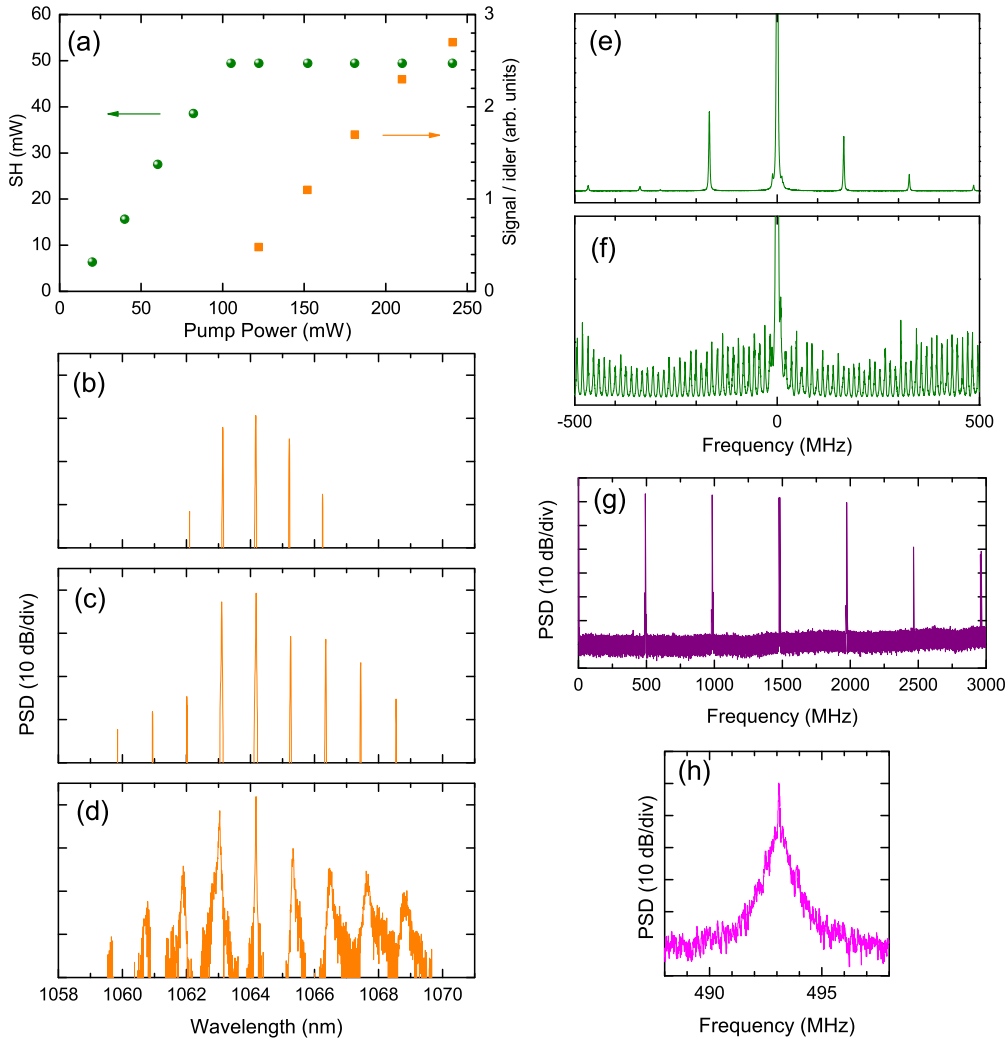 (a)
60
50
40
30
20
10
0
SH (mW)
3
2
1
0
Signal / idler (arb. units)
0 50 100 150 200 250
Pump Power (mW)
(b)
(c)
PSD (10 dB/div)
(d)
1058 1060 1062 1064 1066 1068 1070
Wavelength (nm)
(e)
(f)
-500 0 500
Frequency (MHz)
(g)
PSD (10 dB/div)
0 500 1000 1500 2000 2500 3000
Frequency (MHz)
(h)
PSD (10 dB/div)
490 495
Frequency (MHz)